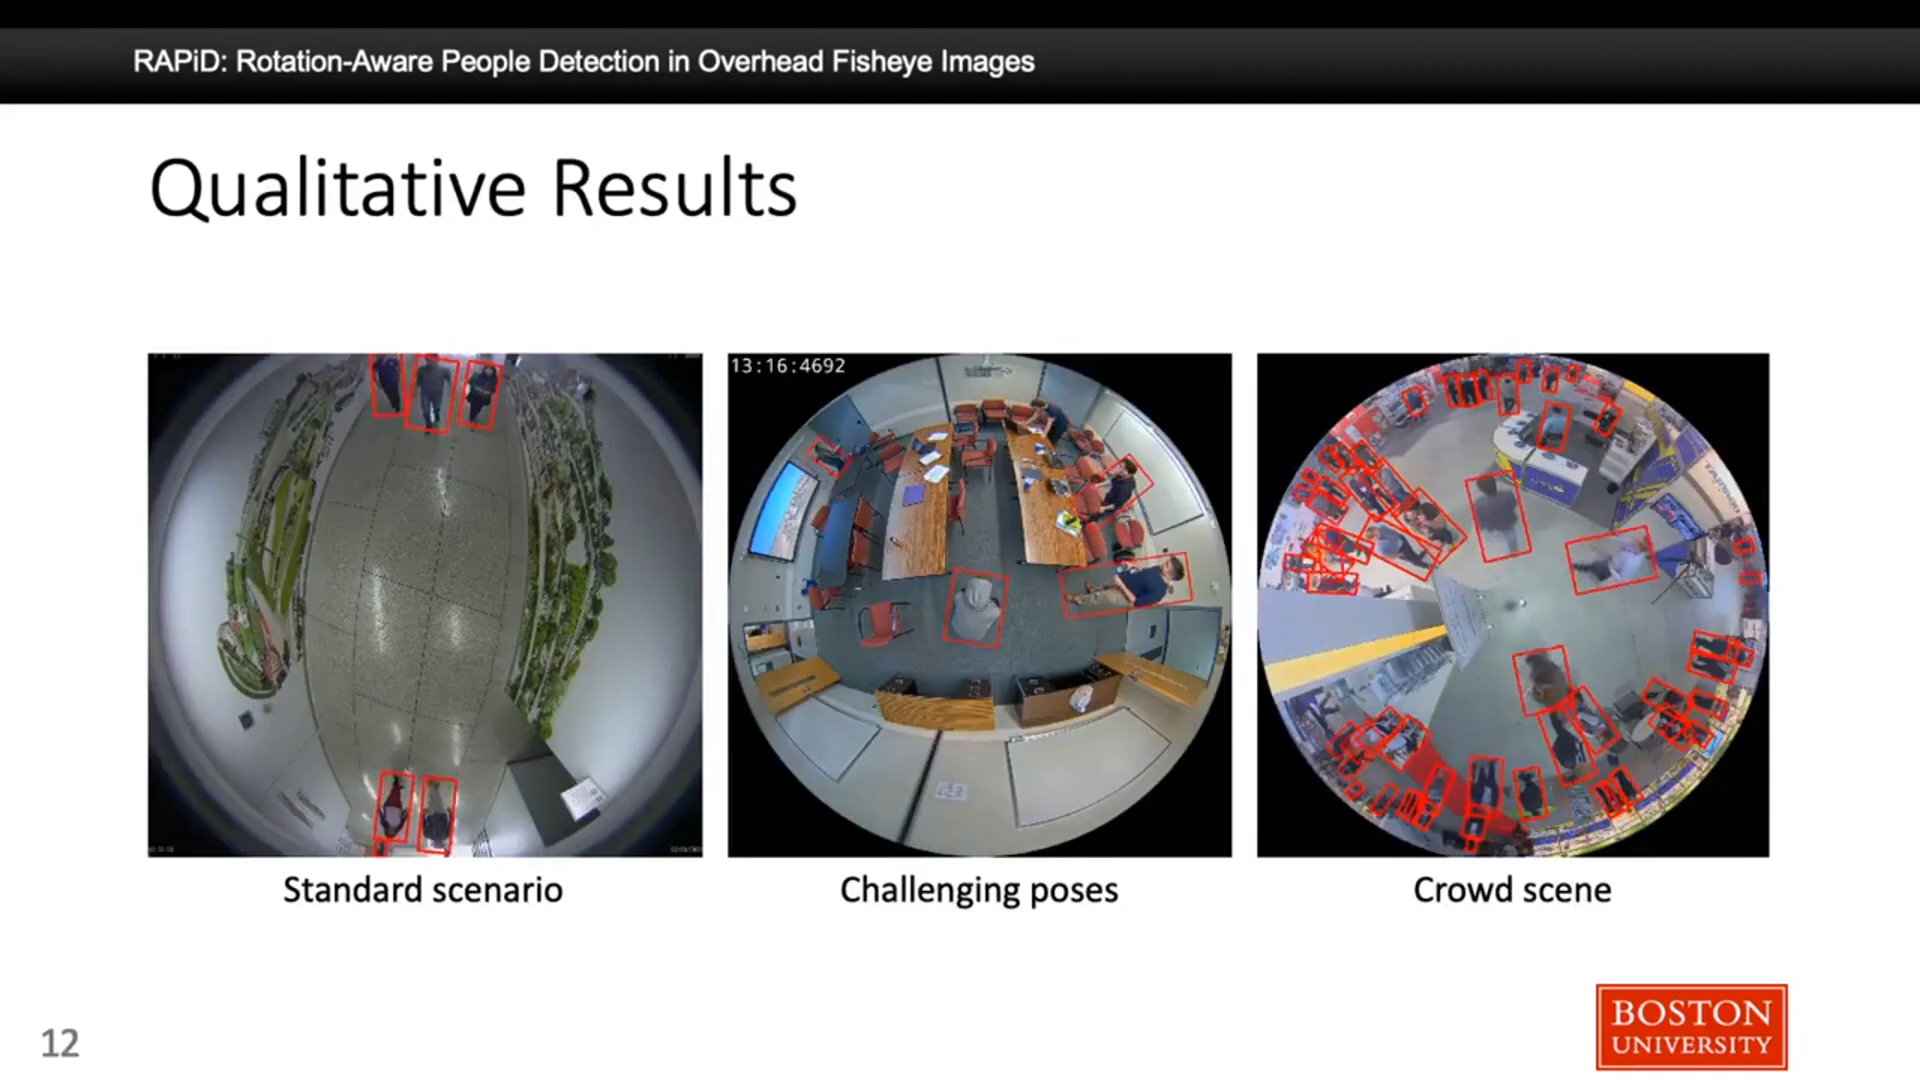 RAPiD: Rotation-Aware People Detection in Overhead Fisheye Images
Qualitative Results
13:16:4692
Standard scenario
Challenging poses
Crowd scene
12
BOSTON
UNIVERSITY